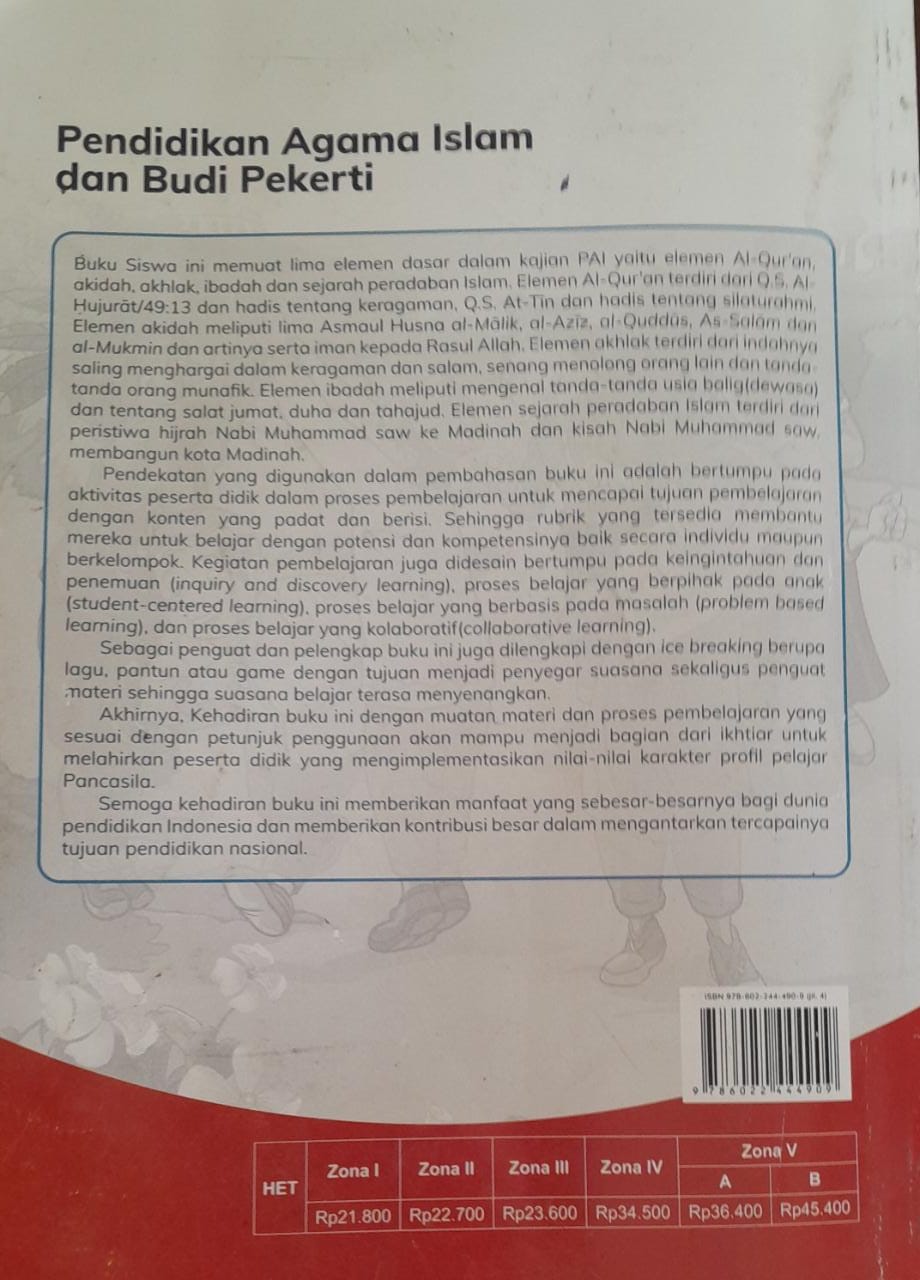 Pendidikan Agama Islam
dan Budi Pekerti
Buku Siswa ini memuat lima elemen dasar dalam kajian PAI yaitu elemen Al-Qur'an,
akidah, akhlak, ibadah dan sejarah peradaban Islam. Elemen Al-Qur'an terdiri dari Q.S. Al-
Ḥujurāt/49:13 dan hadis tentang keragaman, Q.S. At-Tin dan hadis tentang silaturahmi.
Elemen akidah meliputi lima Asmaul Husna al-Mālik, al-Azīz, al-Quddūs, As-Salām dan
al-Mukmin dan artinya serta iman kepada Rasul Allah. Elemen akhlak terdiri dari indahnya
saling menghargai dalam keragaman dan salam, senang menolong orang lain dan tanda-
tanda orang munafik. Elemen ibadah meliputi mengenal tanda-tanda usia balig(dewasa)
dan tentang salat jumat, duha dan tahajud. Elemen sejarah peradaban Islam terdiri dari
peristiwa hijrah Nabi Muhammad saw ke Madinah dan kisah Nabi Muhammad saw.
membangun kota Madinah.
Pendekatan yang digunakan dalam pembahasan buku ini adalah bertumpu pada
aktivitas peserta didik dalam proses pembelajaran untuk mencapai tujuan pembelajaran
dengan konten yang padat dan berisi. Sehingga rubrik yang tersedia membantu
mereka untuk belajar dengan potensi dan kompetensinya baik secara individu maupun
berkelompok. Kegiatan pembelajaran juga didesain bertumpu pada keingintahuan dan
penemuan (inquiry and discovery learning), proses belajar yang berpihak pada anak
(student-centered learning), proses belajar yang berbasis pada masalah (problem based
learning), dan proses belajar yang kolaboratif(collaborative learning).
Sebagai penguat dan pelengkap buku ini juga dilengkapi dengan ice breaking berupa
lagu, pantun atau game dengan tujuan menjadi penyegar suasana sekaligus penguat
materi sehingga suasana belajar terasa menyenangkan.
Akhirnya, Kehadiran buku ini dengan muatan materi dan proses pembelajaran yang
sesuai dengan petunjuk penggunaan akan mampu menjadi bagian dari ikhtiar untuk
melahirkan peserta didik yang mengimplementasikan nilai-nilai karakter profil pelajar
Pancasila.
Semoga kehadiran buku ini memberikan manfaat yang sebesar-besarnya bagi dunia
pendidikan Indonesia dan memberikan kontribusi besar dalam mengantarkan tercapainya
tujuan pendidikan nasional.
ISBN 978-602-244-490-9 (jil. 4)
9 786022 444909
HET Zona I Zona II Zona III Zona IV Zona V
A B
Rp21.800 Rp22.700 Rp23.600 Rp34.500 Rp36.400 Rp45.400